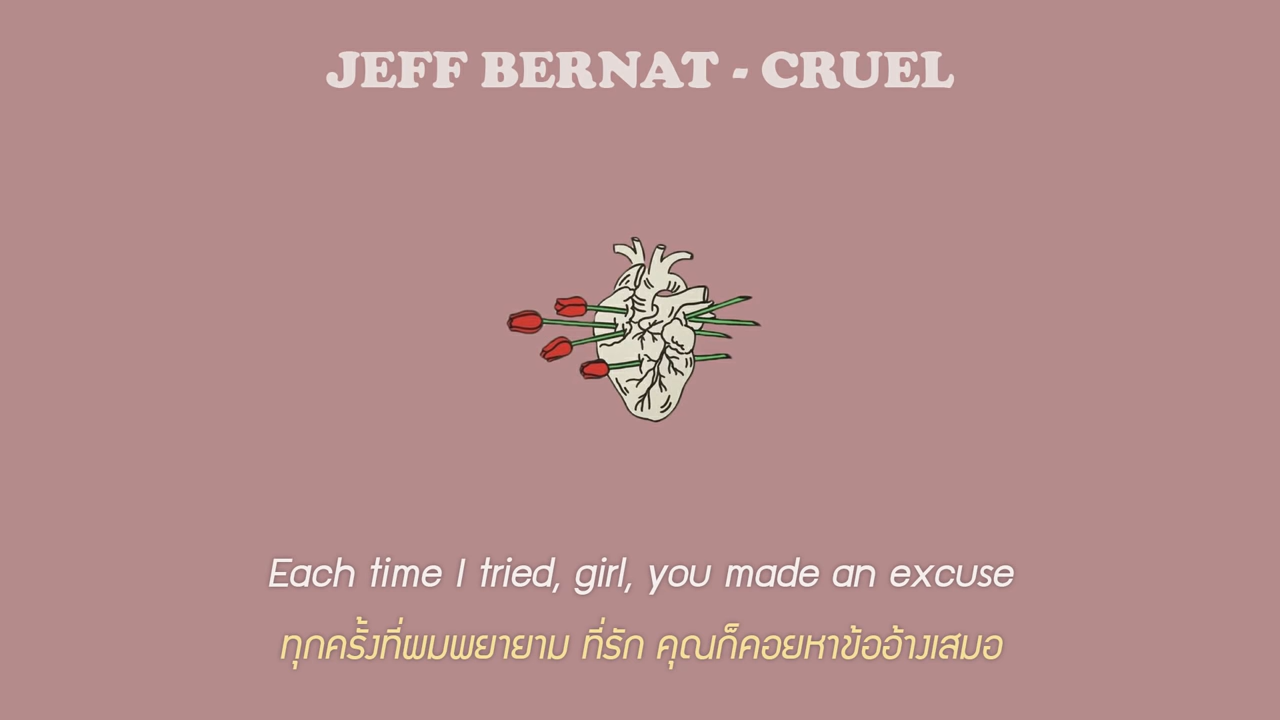 JEFF BERNAT - CRUEL
Each time I tried, girl, you made an excuse
ทุกครั้งที่ผมพยายาม ที่รัก คุณก็คอยหาข้ออ้างเสมอ